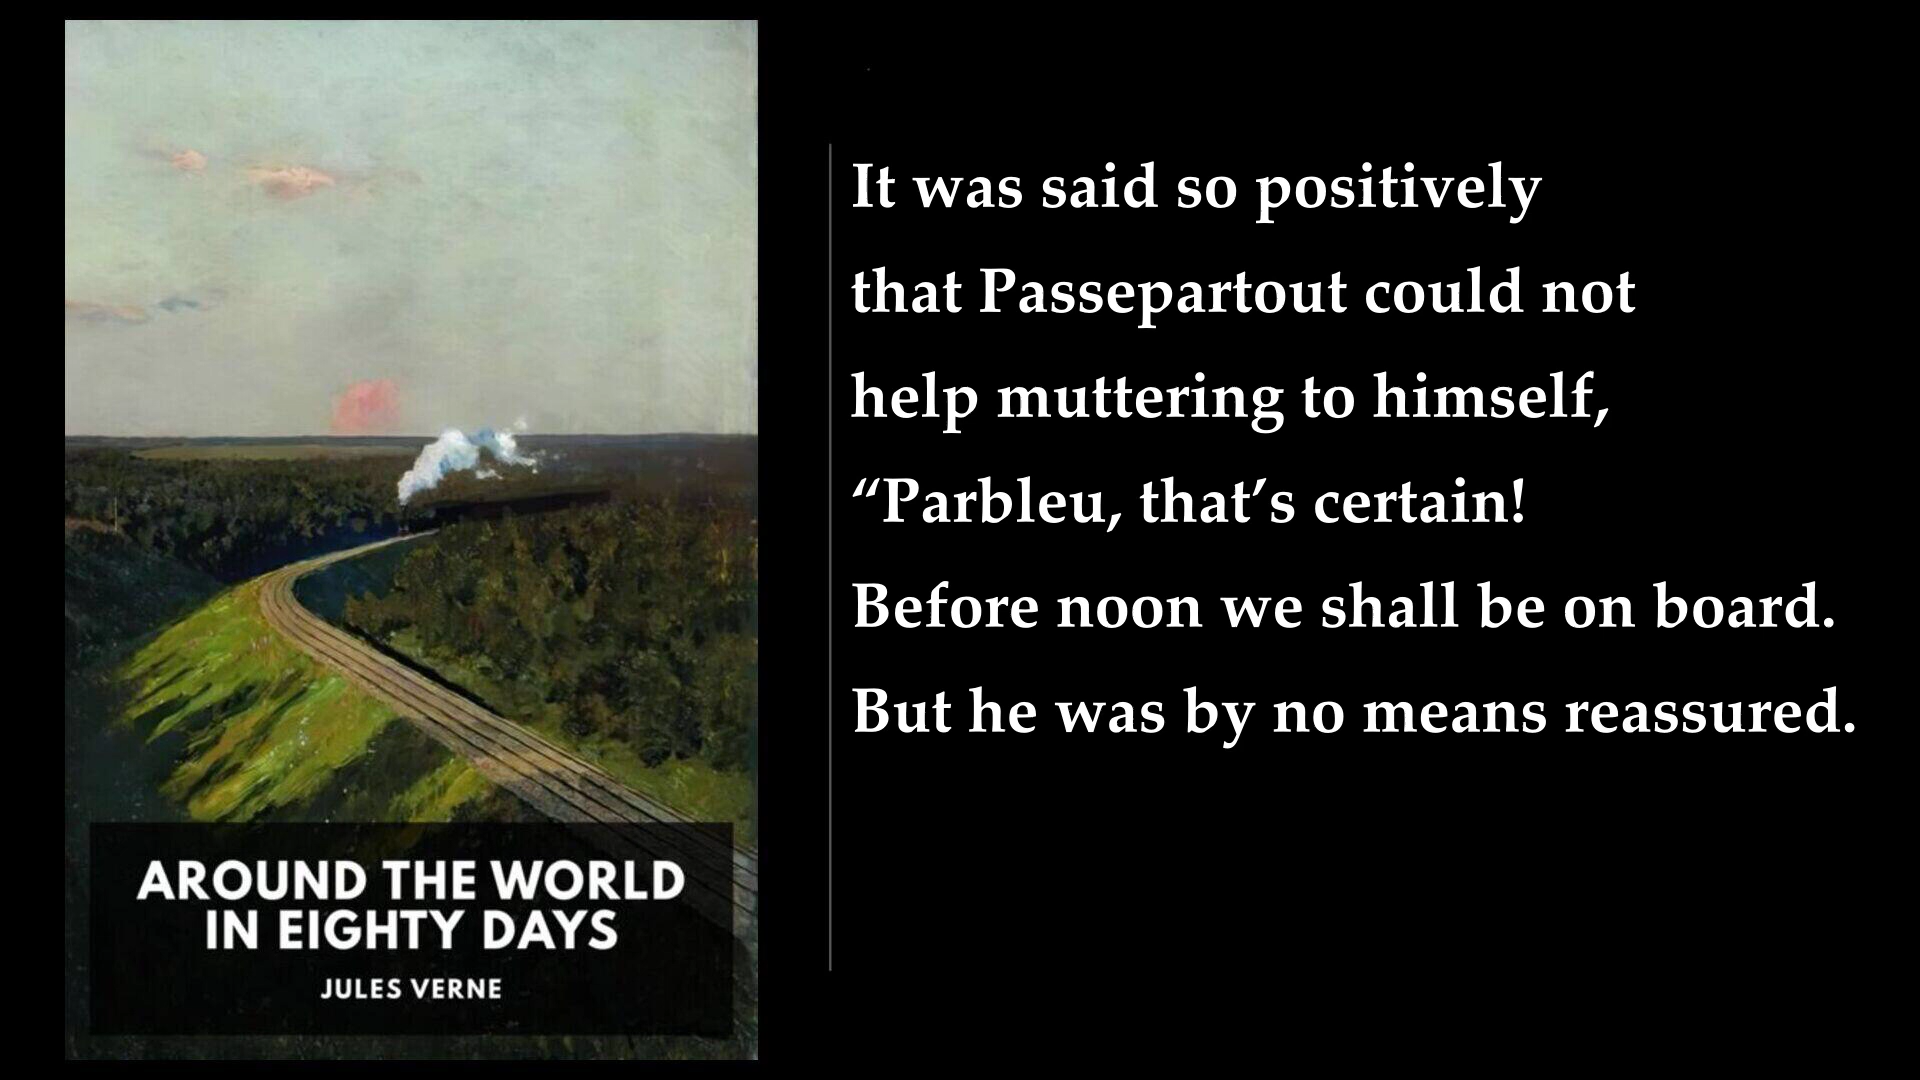 It was said so positively
that Passepartout could not
help muttering to himself,
“Parbleu, that’s certain!
Before noon we shall be on board.
But he was by no means reassured.
AROUND THE WORLD
IN EIGHTY DAYS
JULES VERNE